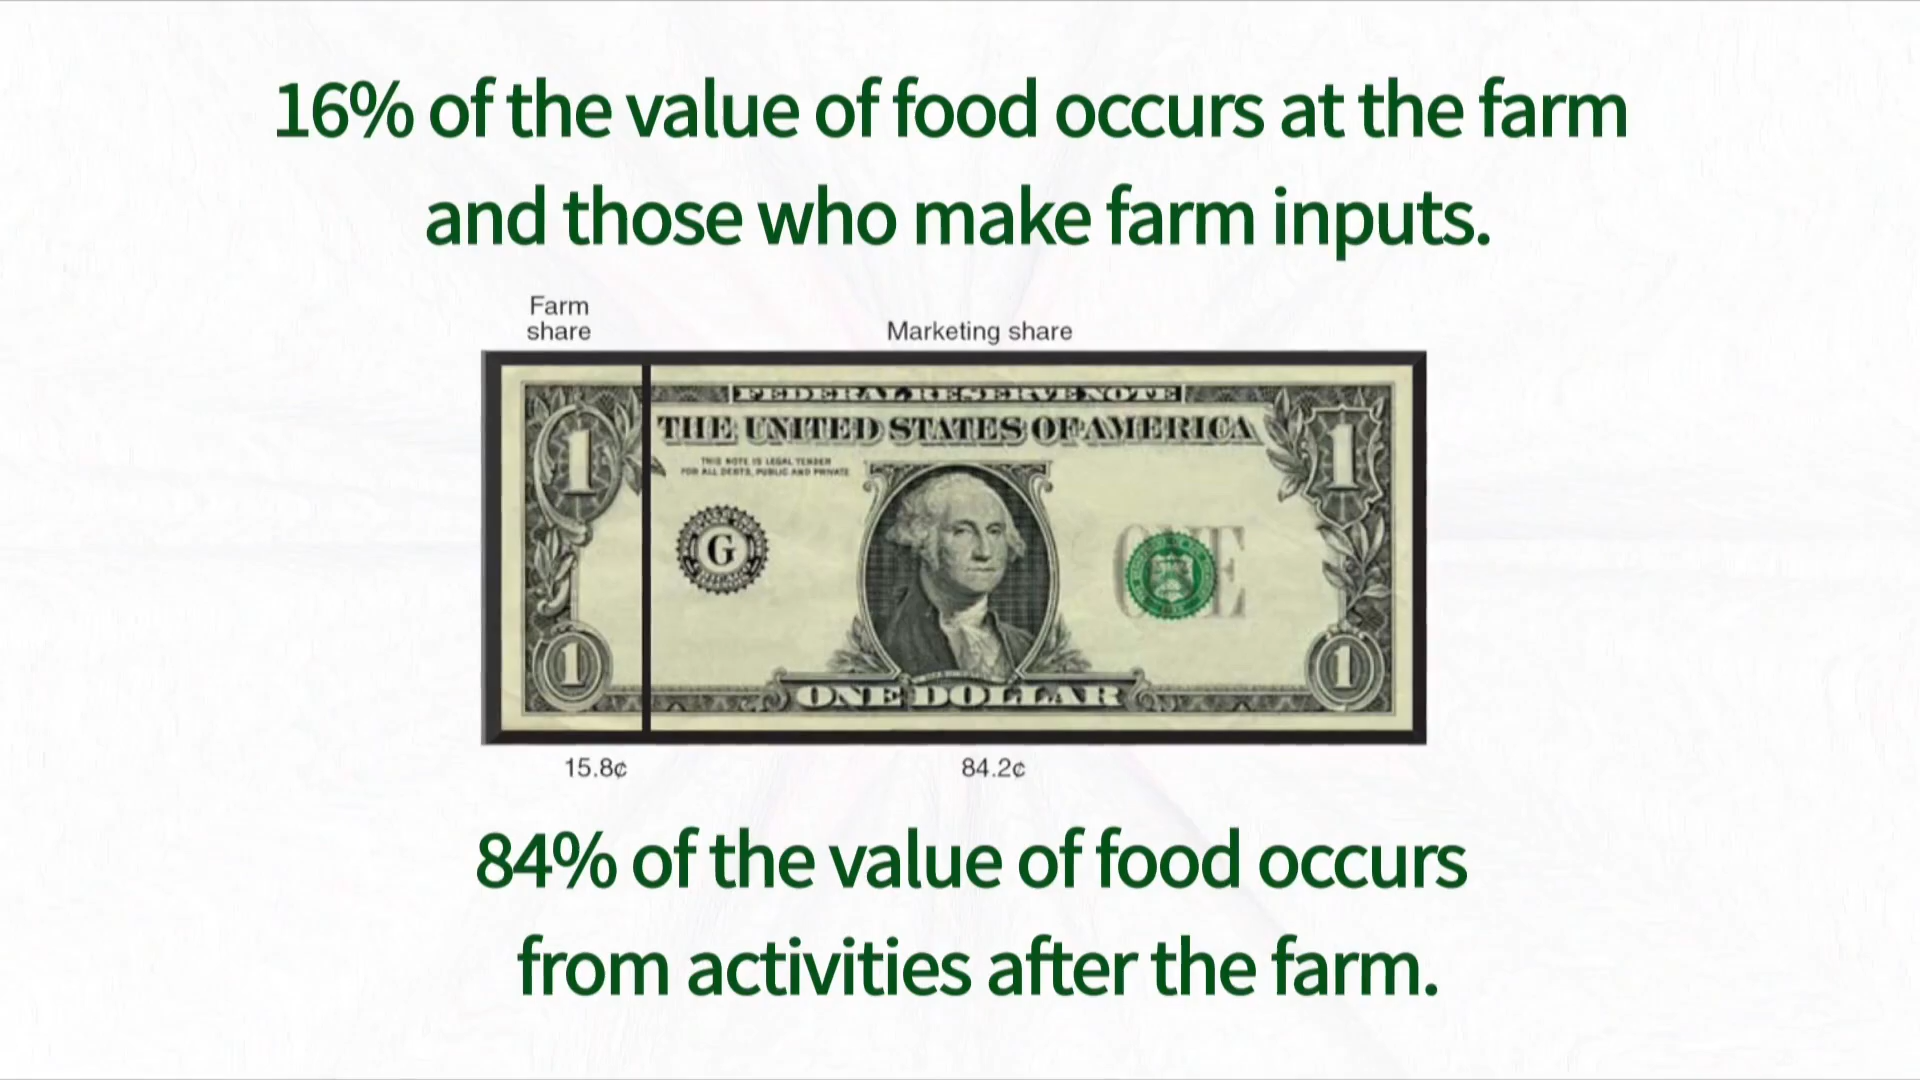 16% of the value of food occurs at the farm
and those who make farm inputs.
Farm
share
Marketing share
FEDERAL RESERVE NOTE
THE UNITED STATES OF AMERICA
THIS NOTE IS LEGAL TENDER
FOR ALL DEBTS, PUBLIC AND PRIVATE
1
1
G
ONE
1
1
ONE DOLLAR
15.8¢
84.2¢
84% of the value of food occurs
from activities after the farm.